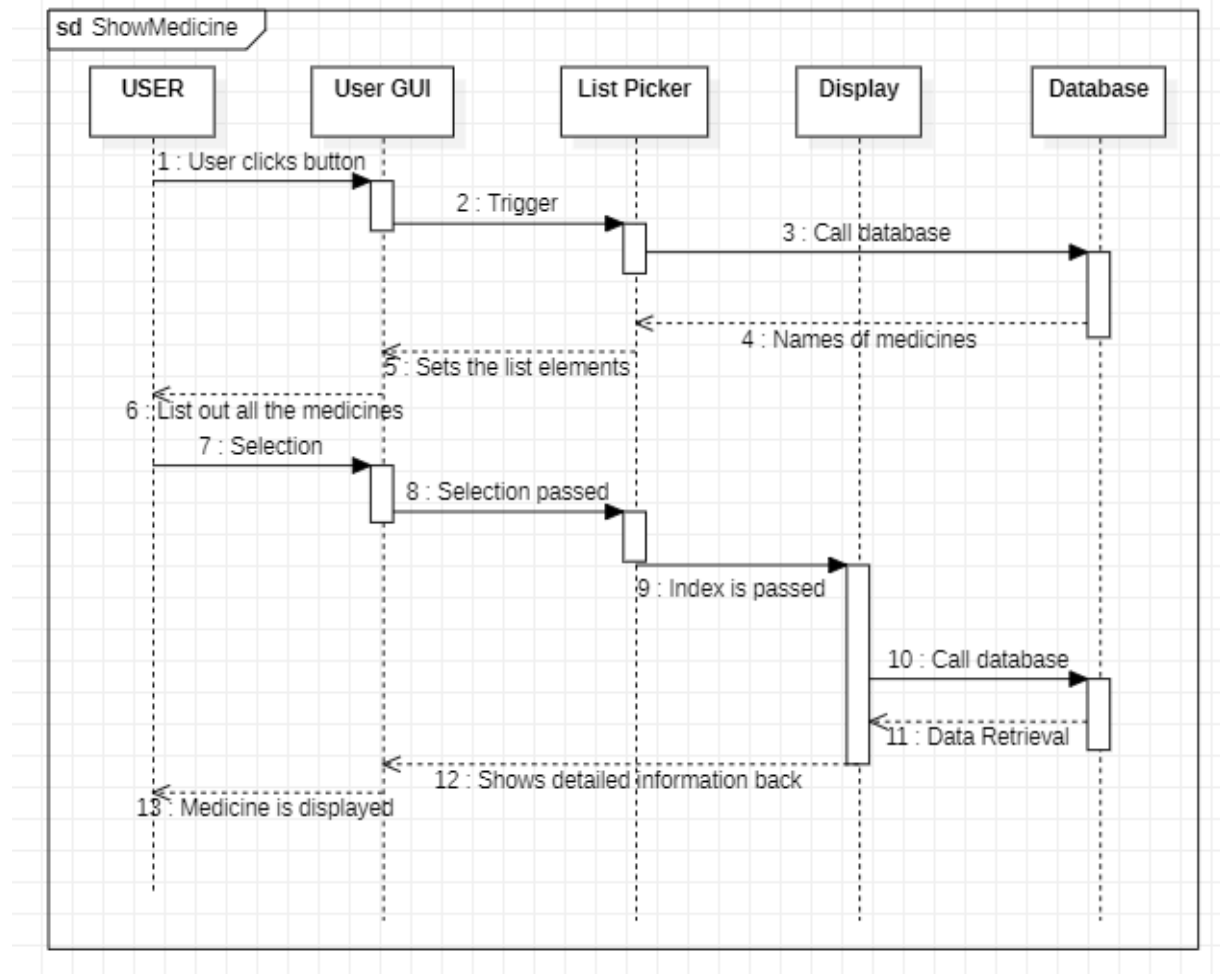 sd ShowMedicine
USER
User GUI
List Picker
Display
Database
1 : User clicks button
2 : Trigger
3 : Call database
4 : Names of medicines
5 : Sets the list elements
6 : List out all the medicines
7 : Selection
8 : Selection passed
9 : Index is passed
10 : Call database
11 : Data Retrieval
12 : Shows detailed information back
13 : Medicine is displayed